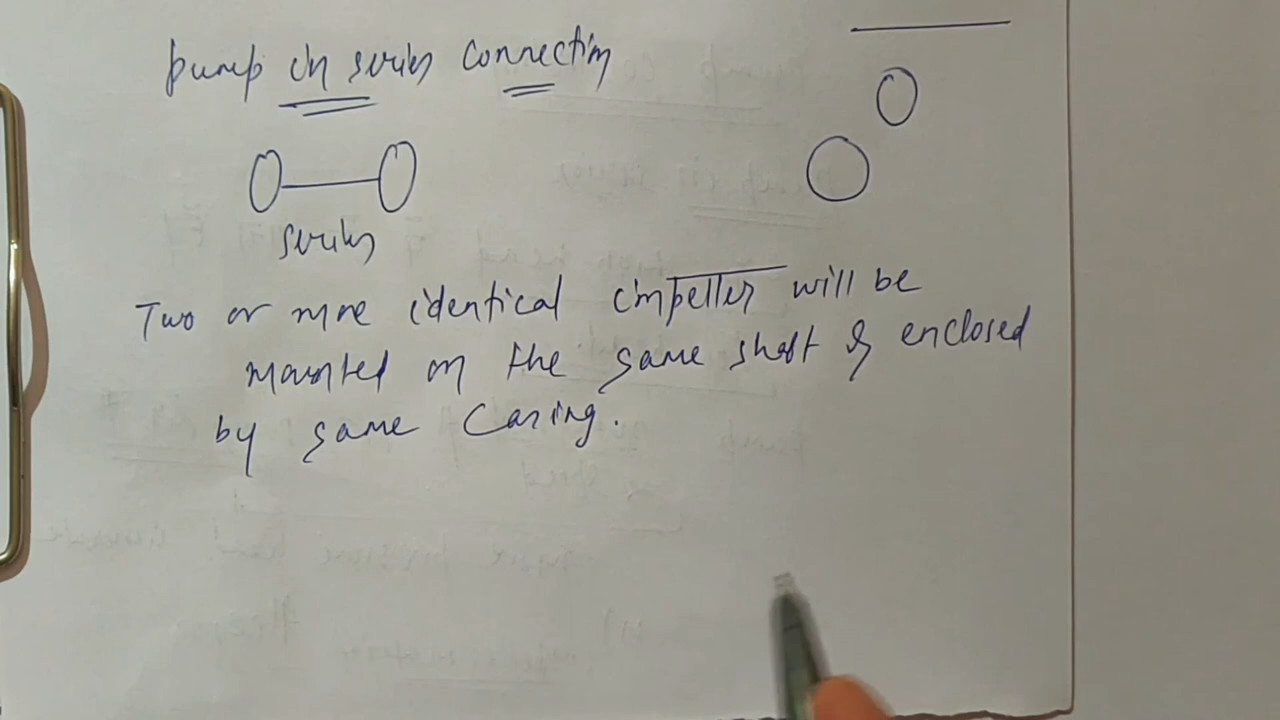 pump in series connection
series
Two or more identical impeller will be
mounted on the same shaft & enclosed
by same casing.